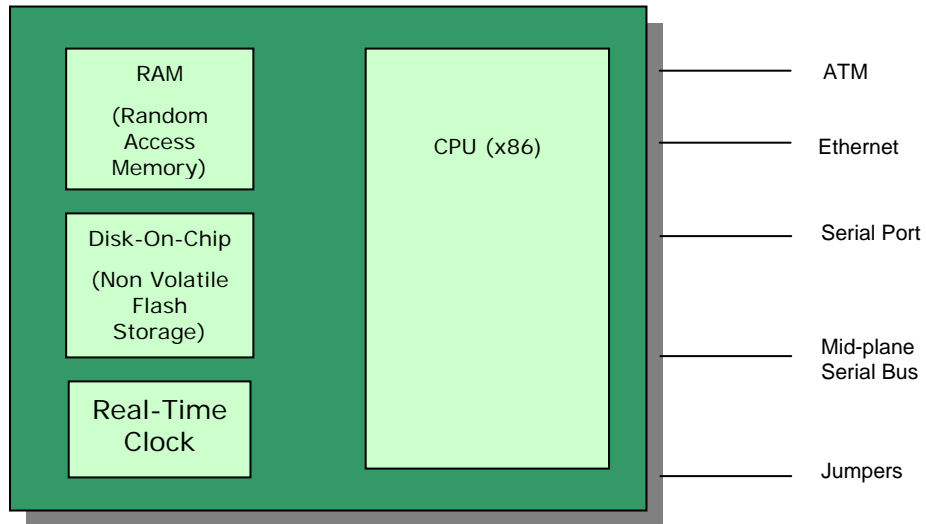 RAM
(Random
Access
Memory)
Disk-On-Chip
(Non Volatile
Flash
Storage)
Real-Time
Clock
CPU (x86)
ATM
Ethernet
Serial Port
Mid-plane
Serial Bus
Jumpers